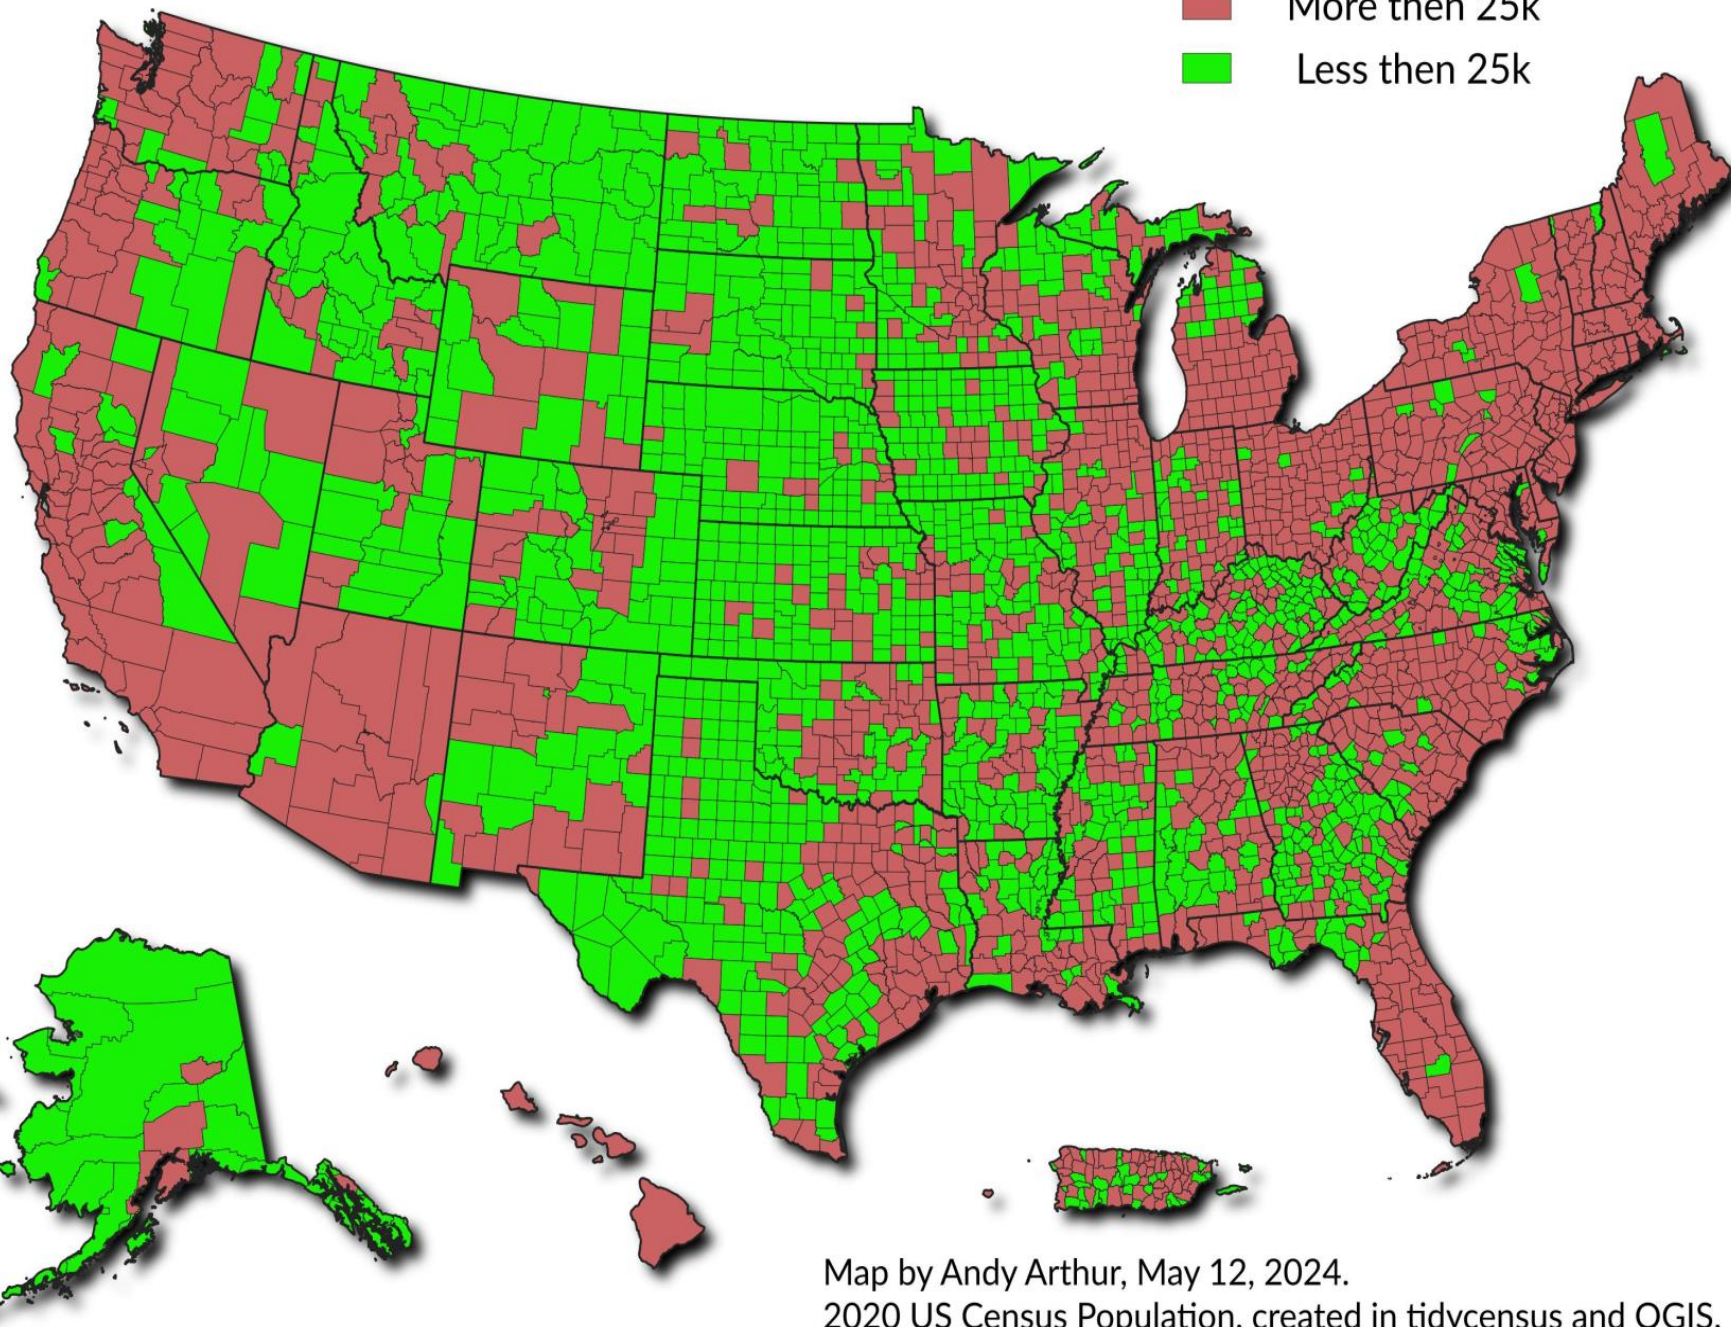 More then 25k
Less then 25k
Map by Andy Arthur, May 12, 2024.
2020 US Census Population, created in tidycensus and QGIS.